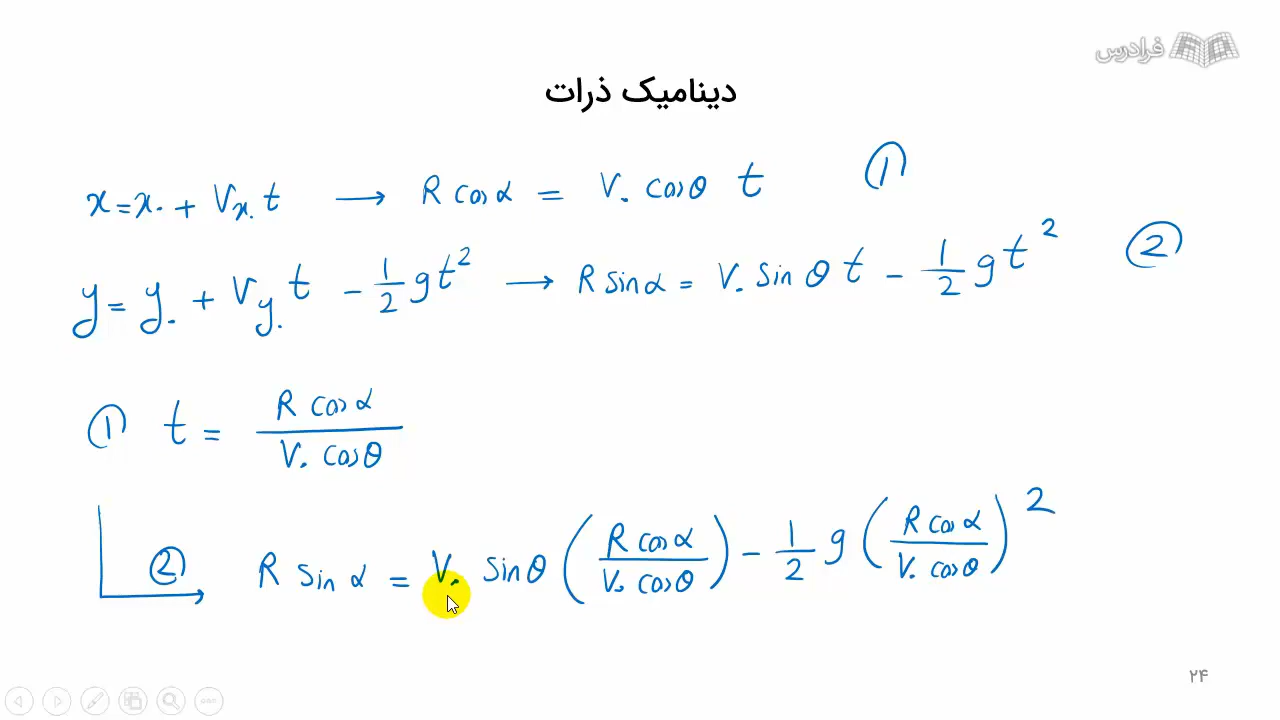 فرادرس
دینامیک ذرات
x = x. + Vx. t → R cos α = V. cos θ t ①
y = y. + Vy. t - 1/2 g t² → R sin α = V. sin θ t - 1/2 g t² ②
① t = R cos α / V. cos θ
② R sin α = V. sin θ (R cos α / V. cos θ) - 1/2 g (R cos α / V. cos θ)²
۲۴